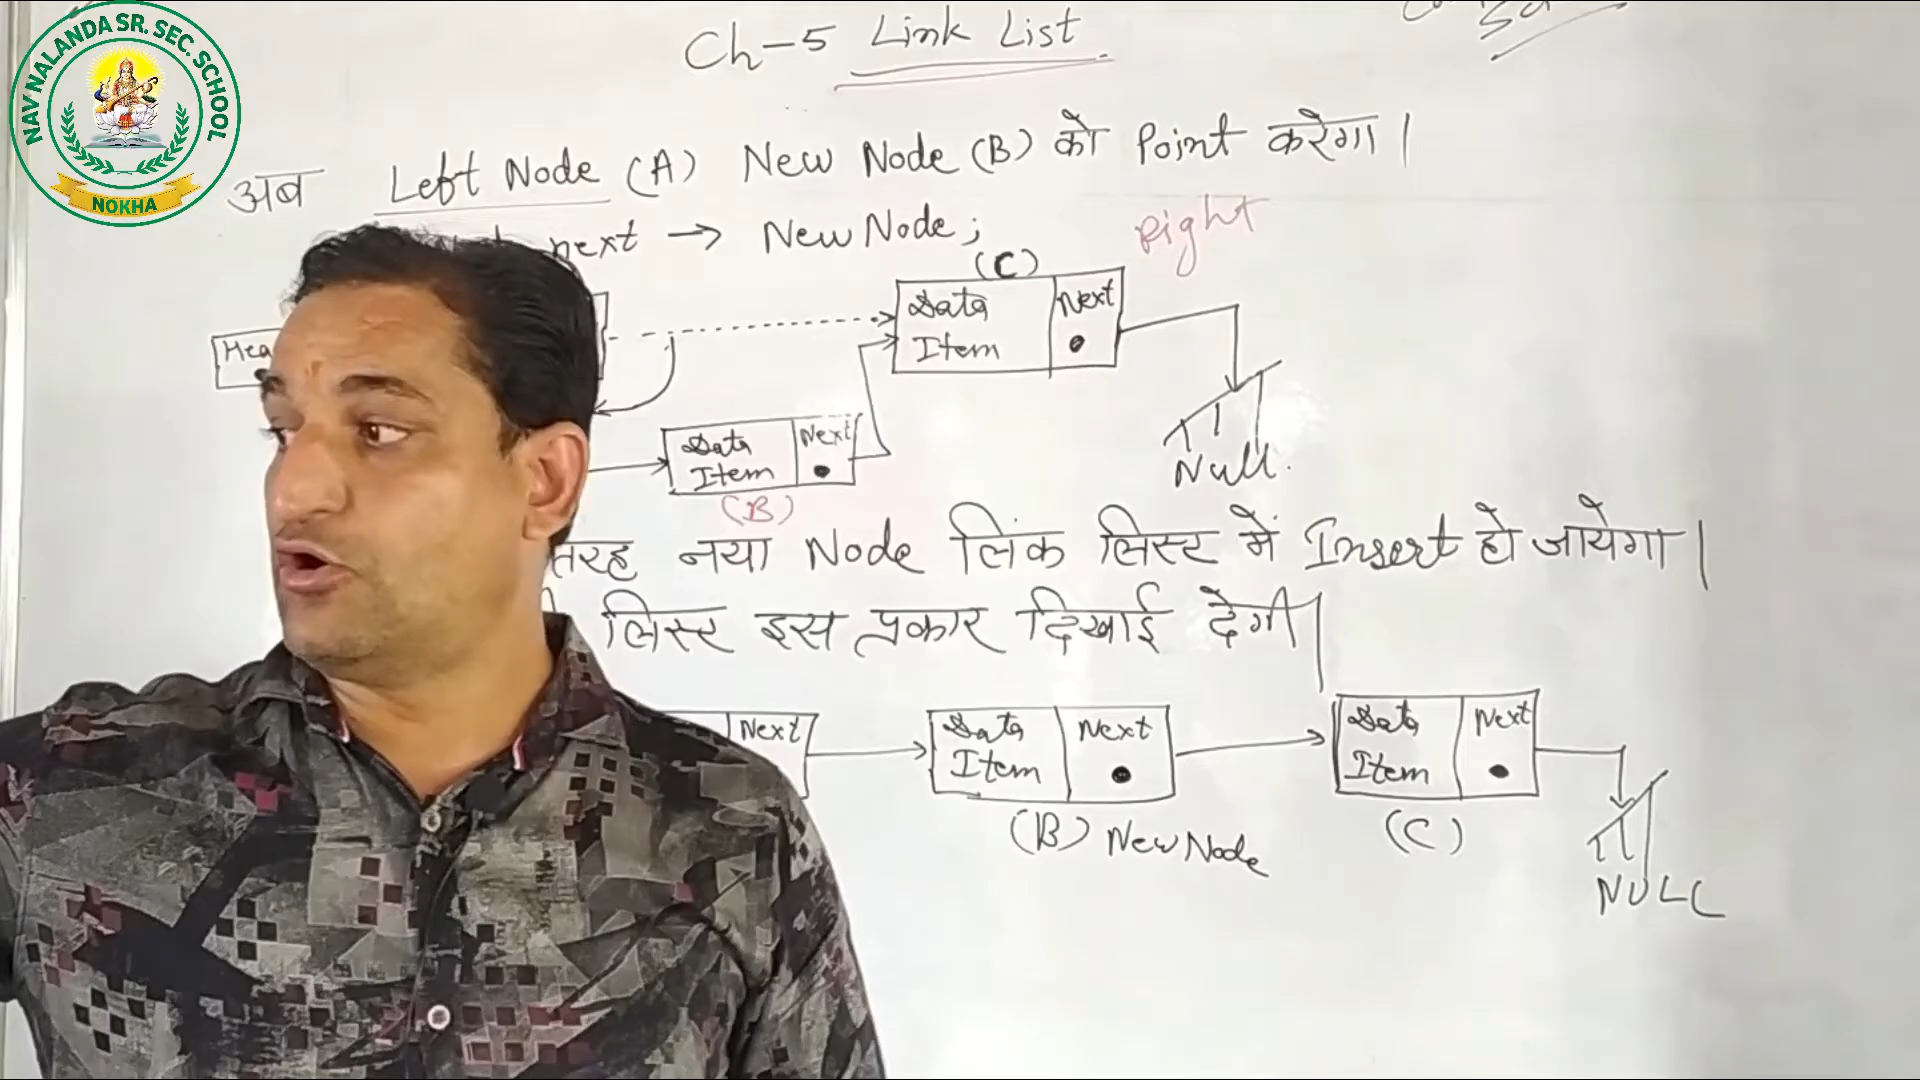 NAV NALANDA SR. SEC. SCHOOL
NOKHA
Ch-5 Link List
अब Left Node (A) New Node (B) को Point करेगा।
next → New Node;
Right
(C)
Data Item Next
Data Item Next
(B)
Null.
तरह नया Node लिंक लिस्ट में Insert हो जायेगा।
लिस्ट इस प्रकार दिखाई देगी।
Next
Data Item Next
Data Item Next
(B) New Node
(C)
NULL